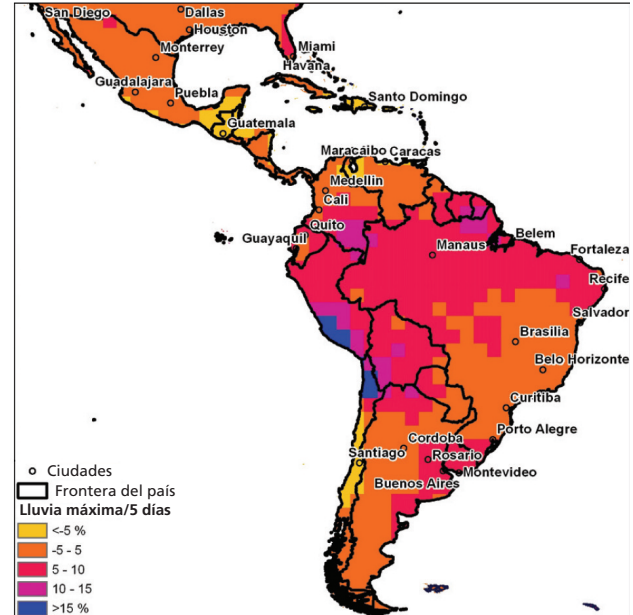 San Diego
Dallas
Houston
Monterrey
Miami
Havana
Guadalajara
Puebla
Santo Domingo
Guatemala
Maracaibo
Caracas
Medellin
Cali
Quito
Guayaquil
Manaus
Belem
Fortaleza
Recife
Salvador
Brasilia
Belo Horizonte
Curitiba
Porto Alegre
Cordoba
Santiago
Rosario
Montevideo
Buenos Aires
Ciudades
Frontera del país
Lluvia máxima/5 días
<-5 %
-5 - 5
5 - 10
10 - 15
>15 %